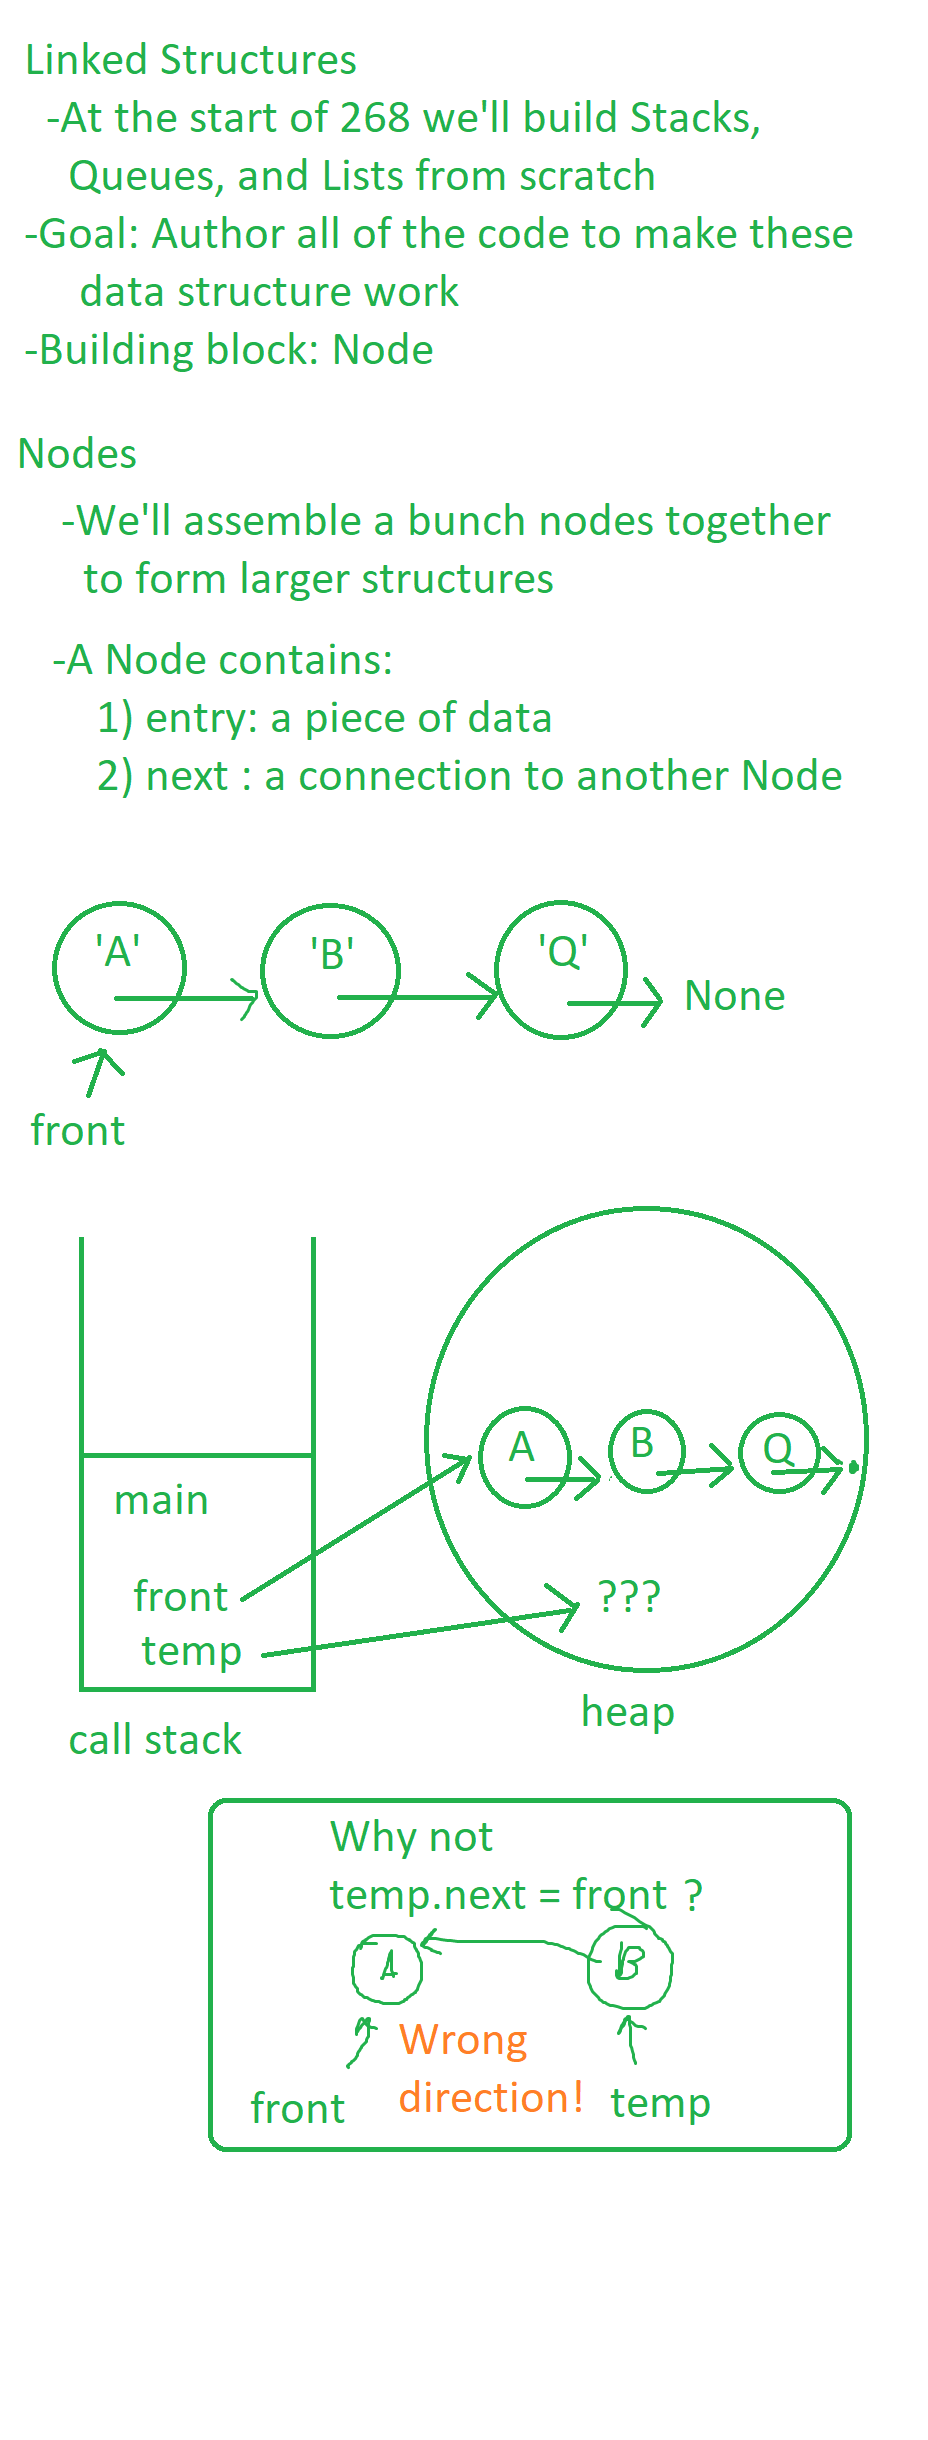 Linked Structures
-At the start of 268 we'll build Stacks,
Queues, and Lists from scratch
-Goal: Author all of the code to make these
data structure work
-Building block: Node
Nodes
-We'll assemble a bunch nodes together
to form larger structures
-A Node contains:
1) entry: a piece of data
2) next : a connection to another Node
'A' 'B' 'Q'
None
front
A B Q
main
front ???
temp
heap
call stack
Why not
temp.next = front ?
A B
Wrong
direction!
front temp